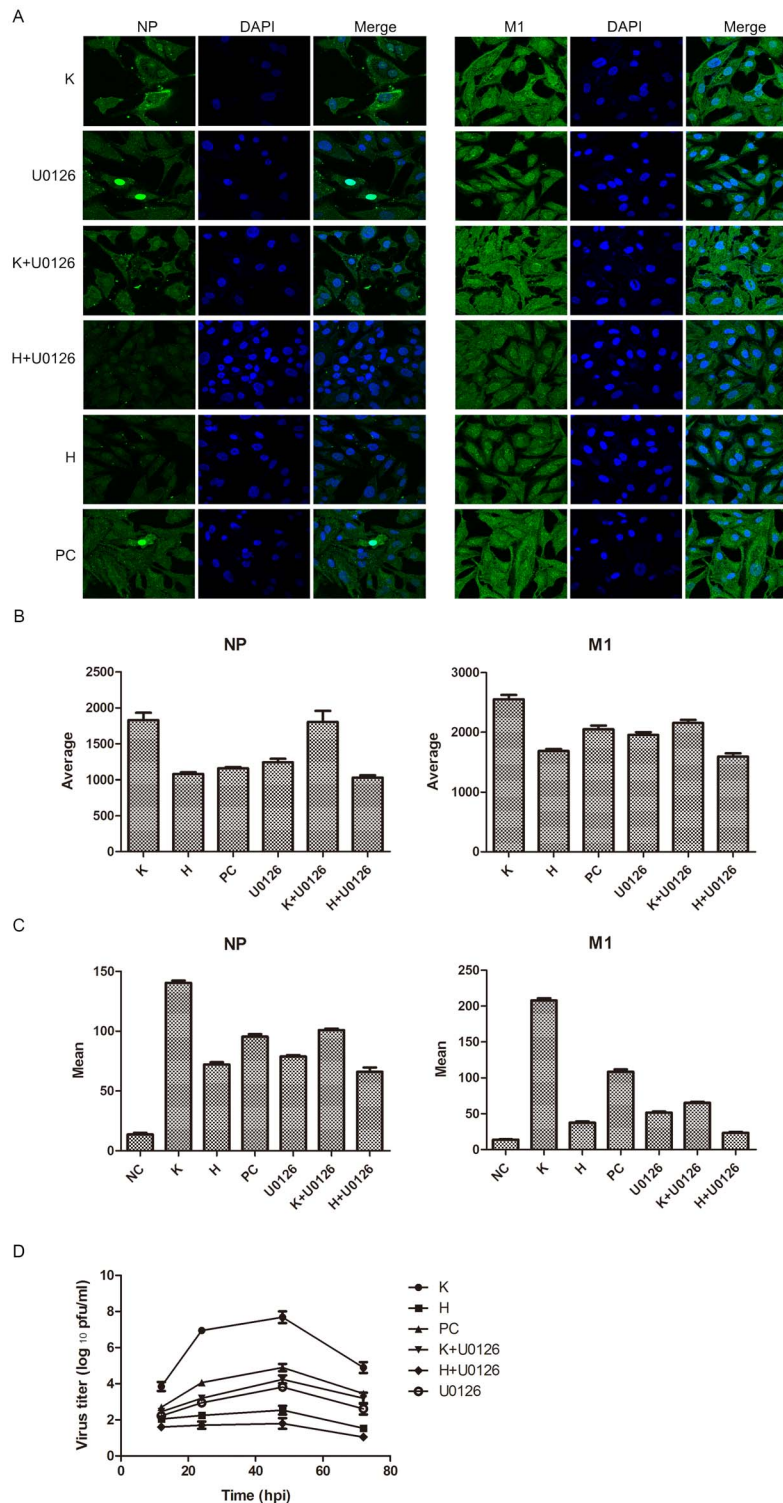 A
NP DAPI Merge M1 DAPI Merge
K
U0126
K+U0126
H+U0126
H
PC
B
NP
2500
2000
1500
1000
500
0
Average
K H PC U0126 K+U0126 H+U0126
M1
3000
2000
1000
0
Average
K H PC U0126 K+U0126 H+U0126
C
NP
150
100
50
0
Mean
NC K H PC U0126 K+U0126 H+U0126
M1
250
200
150
100
50
0
Mean
NC K H PC U0126 K+U0126 H+U0126
D
10
8
6
4
2
0
Virus titer (log 10 pfu/ml)
0 20 40 60 80
Time (hpi)
K
H
PC
K+U0126
H+U0126
U0126